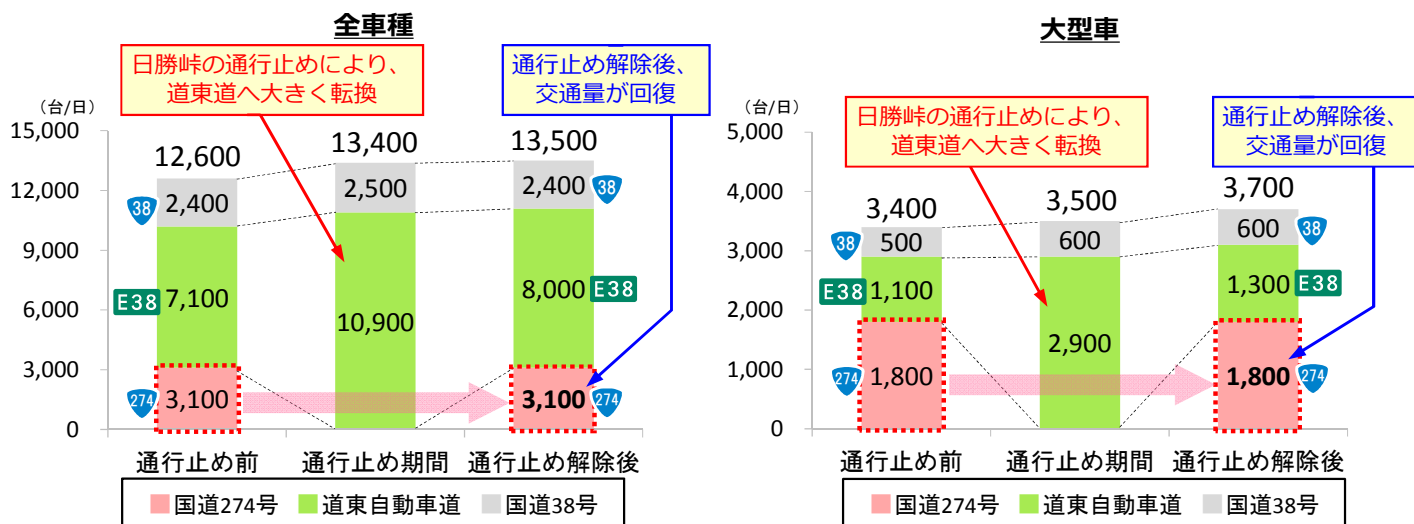 全車種
日勝峠の通行止めにより、
道東道へ大きく転換
通行止め解除後、
交通量が回復
（台/日）
15,000
12,000
9,000
6,000
3,000
0
12,600
13,400
13,500
38
2,400
2,500
2,400
38
E38
7,100
10,900
8,000
E38
274
3,100
3,100
274
通行止め前
通行止め期間
通行止め解除後
国道274号
道東自動車道
国道38号
大型車
日勝峠の通行止めにより、
道東道へ大きく転換
通行止め解除後、
交通量が回復
（台/日）
5,000
4,000
3,000
2,000
1,000
0
3,400
3,500
3,700
38
500
600
600
38
E38
1,100
2,900
1,300
E38
274
1,800
1,800
274
通行止め前
通行止め期間
通行止め解除後
国道274号
道東自動車道
国道38号